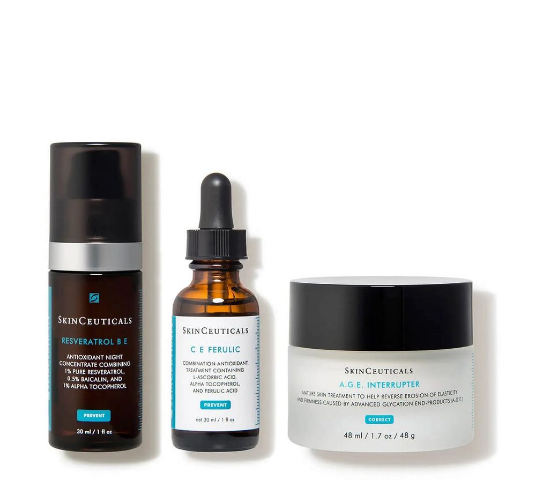 SKINCEUTICALS
RESVERATROL B E
ANTIOXIDANT NIGHT
CONCENTRATE COMBINING
1% PURE RESVERATROL,
0.5% BAICALIN, AND
1% ALPHA TOCOPHEROL
PREVENT
30 ml / 1 fl oz
SKINCEUTICALS
C E FERULIC
COMBINATION ANTIOXIDANT
TREATMENT CONTAINING
L-ASCORBIC ACID,
ALPHA TOCOPHEROL,
AND FERULIC ACID
PREVENT
net 30 ml / 1 fl oz
SKINCEUTICALS
A.G.E. INTERRUPTER
MATURE SKIN TREATMENT TO HELP REVERSE EROSION OF ELASTICITY
AND FIRMNESS CAUSED BY ADVANCED GLYCATION END-PRODUCTS (A.G.E.)
CORRECT
48 ml / 1.7 oz / 48 g